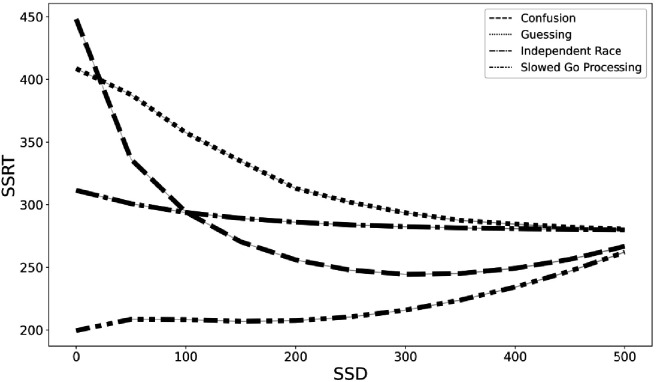 450
400
350
300
250
200
SSRT
Confusion
Guessing
Independent Race
Slowed Go Processing
0 100 200 300 400 500
SSD